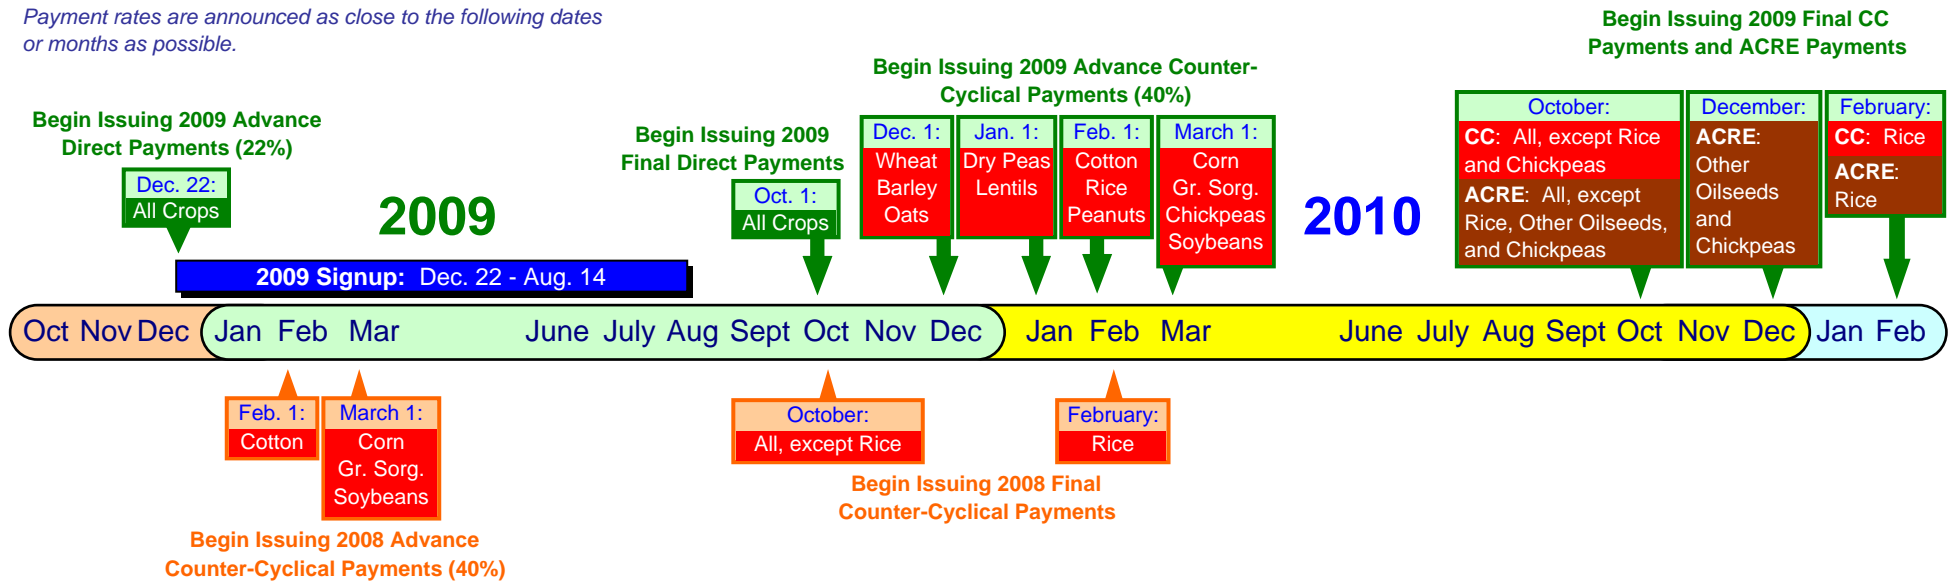 Payment rates are announced as close to the following dates
or months as possible.
Begin Issuing 2009 Advance
Direct Payments (22%)
Dec. 22:
All Crops
2009
2009 Signup:  Dec. 22 - Aug. 14
Begin Issuing 2009
Final Direct Payments
Oct. 1:
All Crops
Begin Issuing 2009 Advance Counter-
Cyclical Payments (40%)
Dec. 1:
Wheat
Barley
Oats
Jan. 1:
Dry Peas
Lentils
Feb. 1:
Cotton
Rice
Peanuts
March 1:
Corn
Gr. Sorg.
Chickpeas
Soybeans
2010
Begin Issuing 2009 Final CC
Payments and ACRE Payments
October:
CC:  All, except Rice
and Chickpeas
ACRE:  All, except
Rice, Other Oilseeds,
and Chickpeas
December:
ACRE:
Other
Oilseeds
and
Chickpeas
February:
CC:  Rice
ACRE:
Rice
Oct Nov Dec Jan Feb Mar June July Aug Sept Oct Nov Dec Jan Feb Mar June July Aug Sept Oct Nov Dec Jan Feb
Feb. 1:
Cotton
March 1:
Corn
Gr. Sorg.
Soybeans
Begin Issuing 2008 Advance
Counter-Cyclical Payments (40%)
October:
All, except Rice
February:
Rice
Begin Issuing 2008 Final
Counter-Cyclical Payments